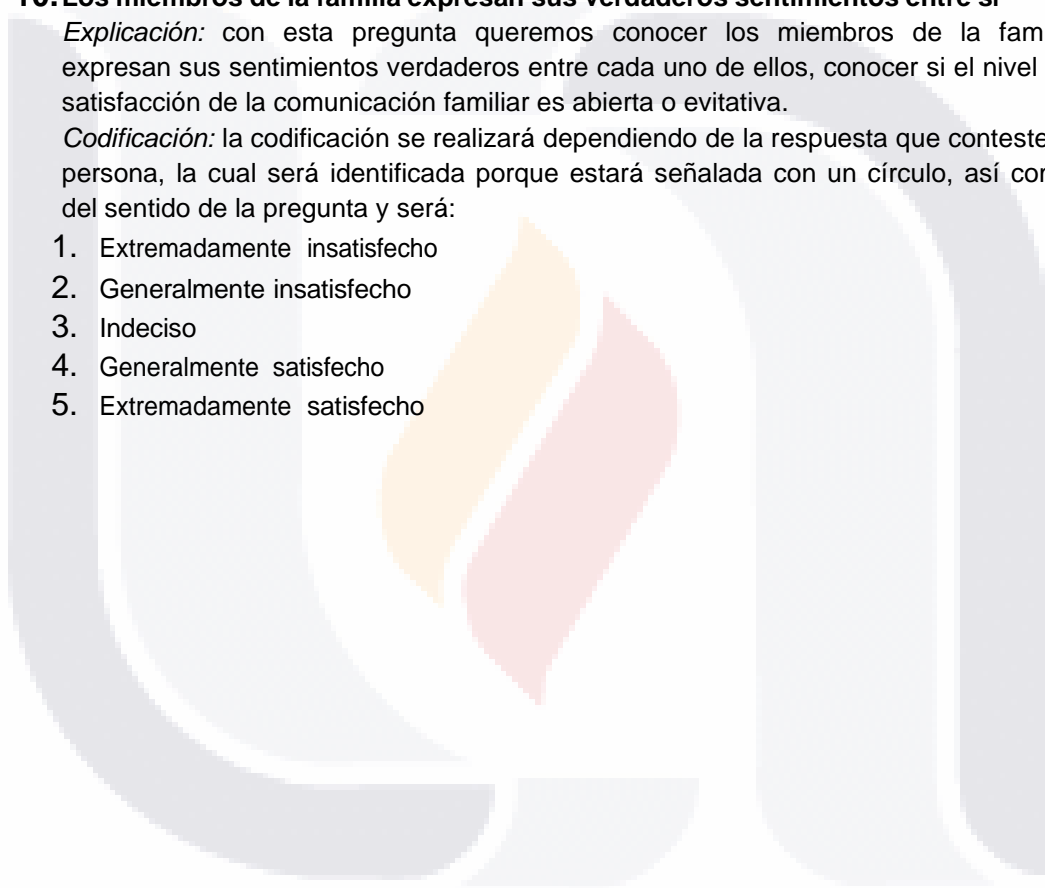 Los miembros de la familia expresan sus verdaderos sentimientos entre sí
Explicación: con esta pregunta queremos conocer los miembros de la fam
expresan sus sentimientos verdaderos entre cada uno de ellos, conocer si el nivel
satisfacción de la comunicación familiar es abierta o evitativa.
Codificación: la codificación se realizará dependiendo de la respuesta que conteste
persona, la cual será identificada porque estará señalada con un círculo, así co
del sentido de la pregunta y será:
1. Extremadamente insatisfecho
2. Generalmente insatisfecho
3. Indeciso
4. Generalmente satisfecho
5. Extremadamente satisfecho